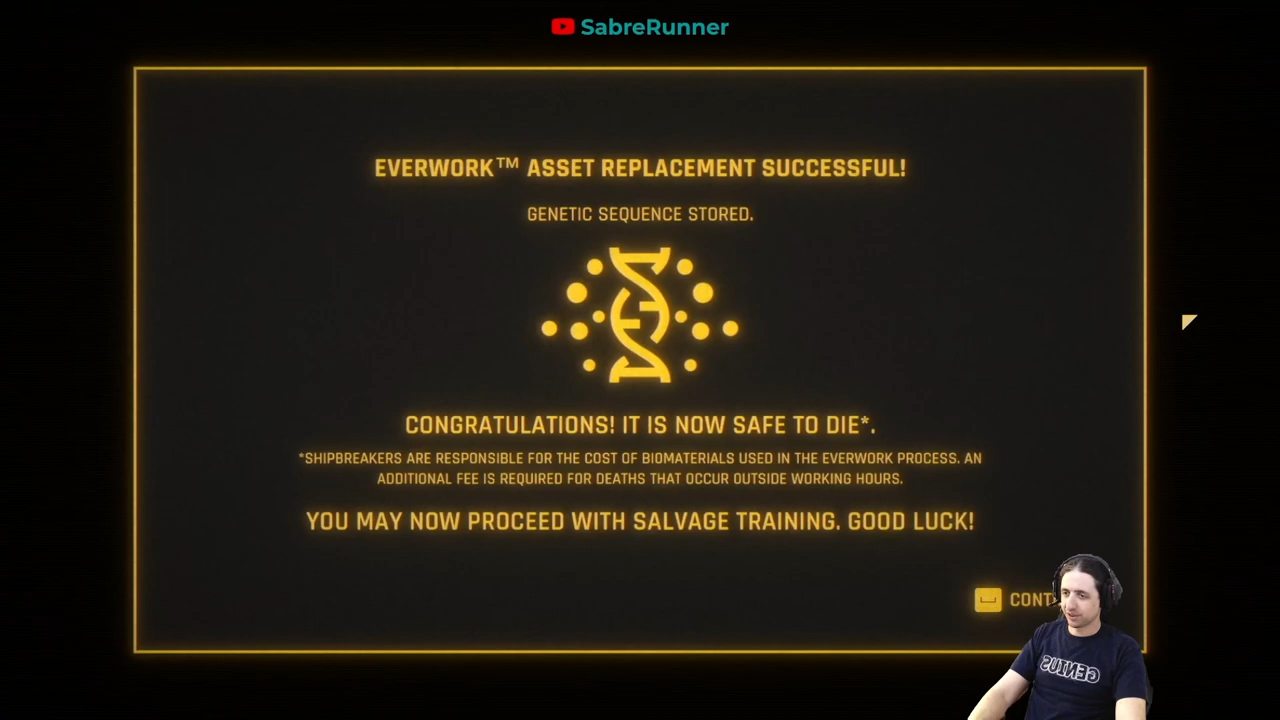 SabreRunner
EVERWORK™ ASSET REPLACEMENT SUCCESSFUL!
GENETIC SEQUENCE STORED.
CONGRATULATIONS! IT IS NOW SAFE TO DIE*.
*SHIPBREAKERS ARE RESPONSIBLE FOR THE COST OF BIOMATERIALS USED IN THE EVERWORK PROCESS. AN
ADDITIONAL FEE IS REQUIRED FOR DEATHS THAT OCCUR OUTSIDE WORKING HOURS.
YOU MAY NOW PROCEED WITH SALVAGE TRAINING. GOOD LUCK!
GENIUS